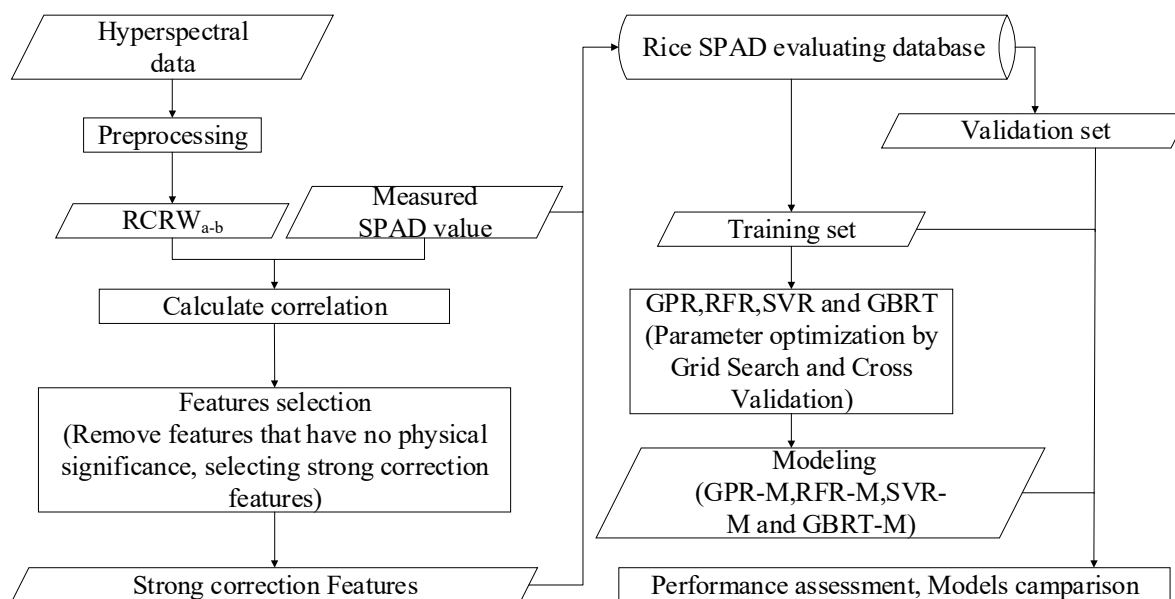 Hyperspectral
data
Preprocessing
RCRWa-b
Measured
SPAD value
Calculate correlation
Features selection
(Remove features that have no physical
significance, selecting strong correction
features)
Strong correction Features
Rice SPAD evaluating database
Validation set
Training set
GPR,RFR,SVR and GBRT
(Parameter optimization by
Grid Search and Cross
Validation)
Modeling
(GPR-M,RFR-M,SVR-
M and GBRT-M)
Performance assessment, Models camparison